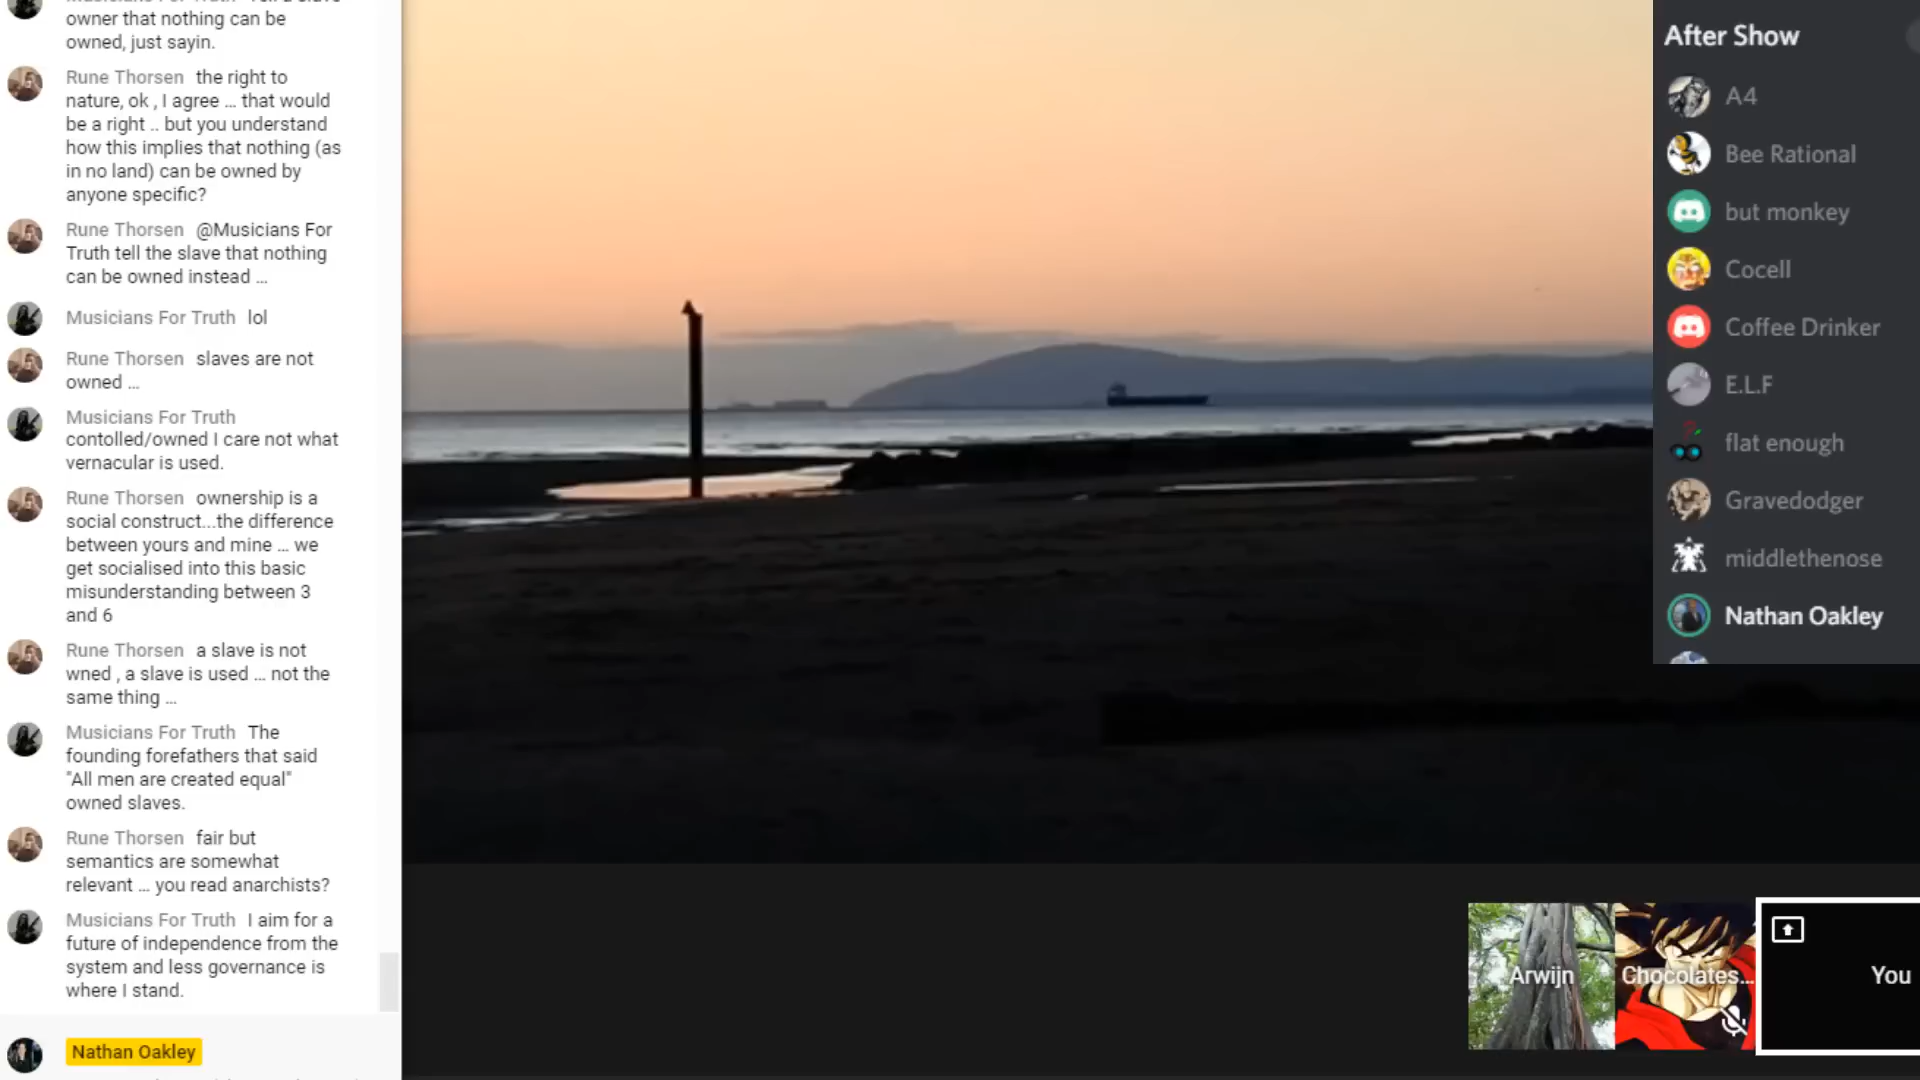 Musicians For Truth Tell a slave
owner that nothing can be
owned, just sayin.
Rune Thorsen the right to
nature, ok , I agree ... that would
be a right .. but you understand
how this implies that nothing (as
in no land) can be owned by
anyone specific?
Rune Thorsen @Musicians For
Truth tell the slave that nothing
can be owned instead ...
Musicians For Truth lol
Rune Thorsen slaves are not
owned ...
Musicians For Truth
contolled/owned I care not what
vernacular is used.
Rune Thorsen ownership is a
social construct...the difference
between yours and mine ... we
get socialised into this basic
misunderstanding between 3
and 6
Rune Thorsen a slave is not
wned , a slave is used ... not the
same thing ...
Musicians For Truth The
founding forefathers that said
"All men are created equal"
owned slaves.
Rune Thorsen fair but
semantics are somewhat
relevant ... you read anarchists?
Musicians For Truth I aim for a
future of independence from the
system and less governance is
where I stand.
Nathan Oakley
After Show
A4
Bee Rational
but monkey
Cocell
Coffee Drinker
E.L.F
flat enough
Gravedodger
middlethenose
Nathan Oakley
Arwijn
Chocolates...
You